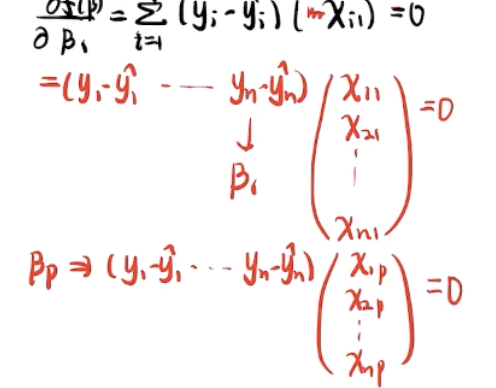 ∂J(β)/∂β₁ = Σ_{t=1} (yᵢ - ŷᵢ) (xᵢ₁) = 0
= (y₁ - ŷ₁ ---- yₙ - ŷₙ) (x₁₁ x₂₁ ⋮ xₙ₁) = 0
↓
β₁
βp ⇒ (y₁ - ŷ₁ ··· yₙ - ŷₙ) (x₁p x₂p ⋮ xₙp) = 0